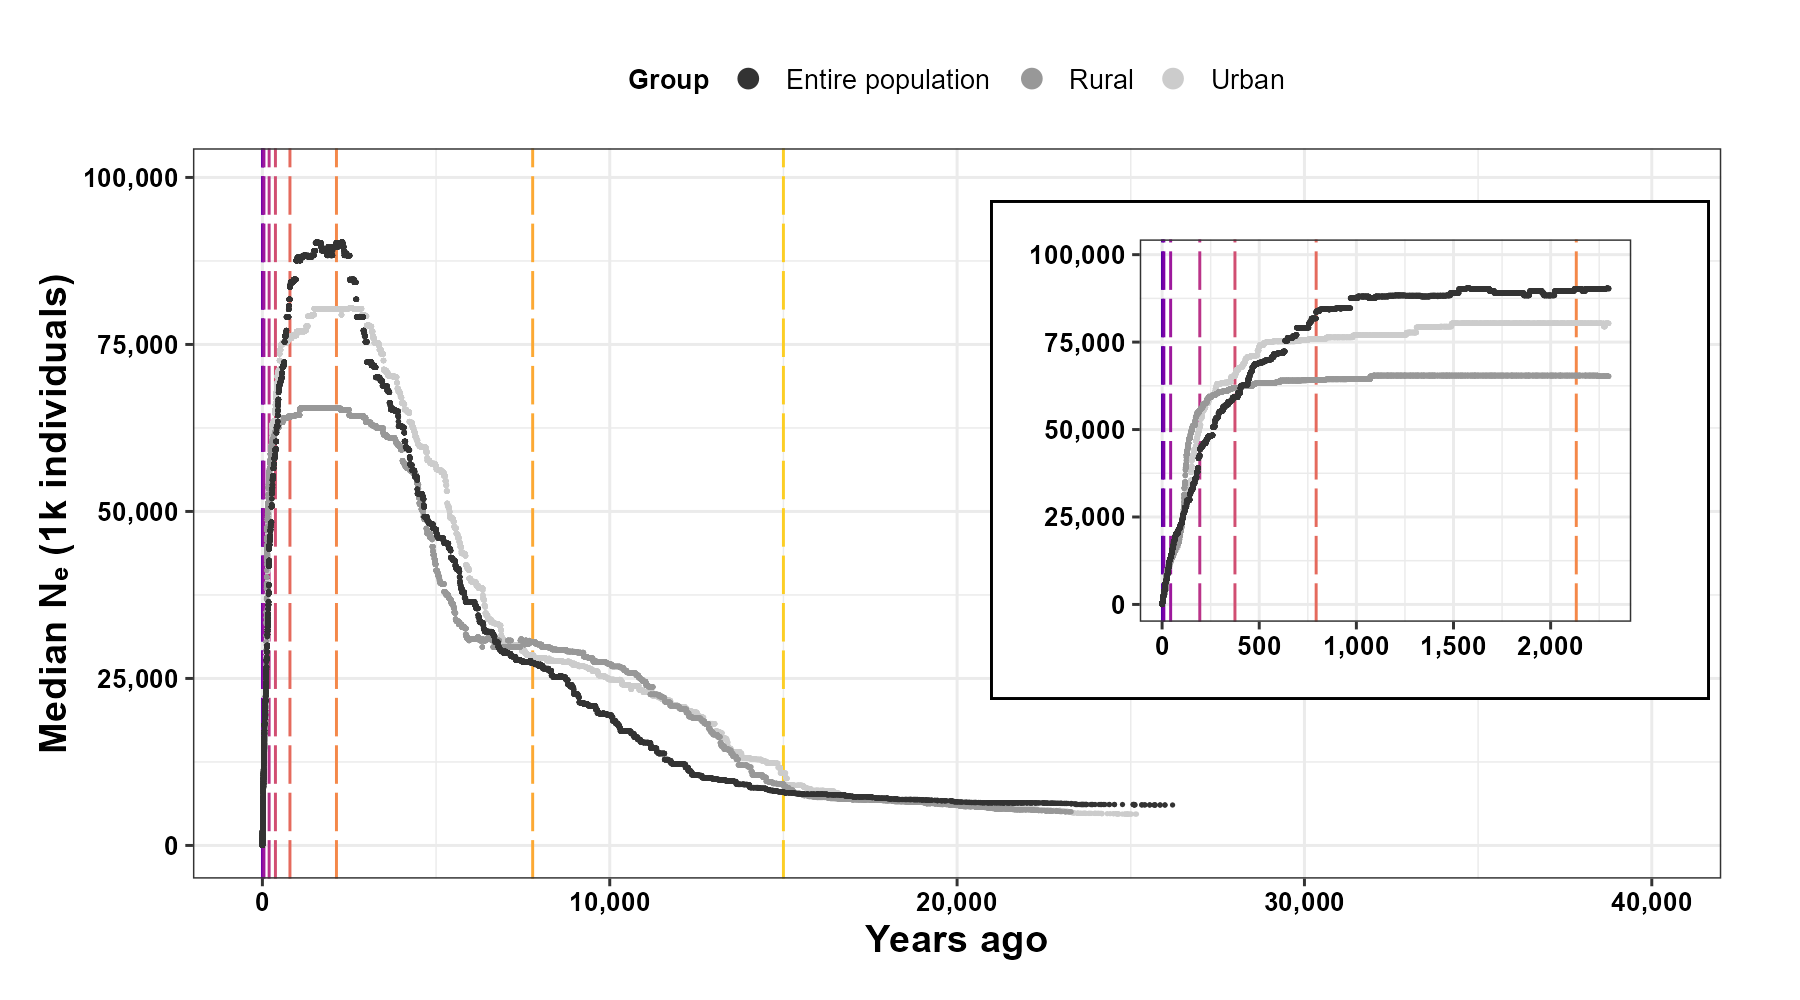 Group Entire population Rural Urban
Median Nₑ (1k individuals)
100,000
75,000
50,000
25,000
0
0 10,000 20,000 30,000 40,000
Years ago
100,000
75,000
50,000
25,000
0
0 500 1,000 1,500 2,000